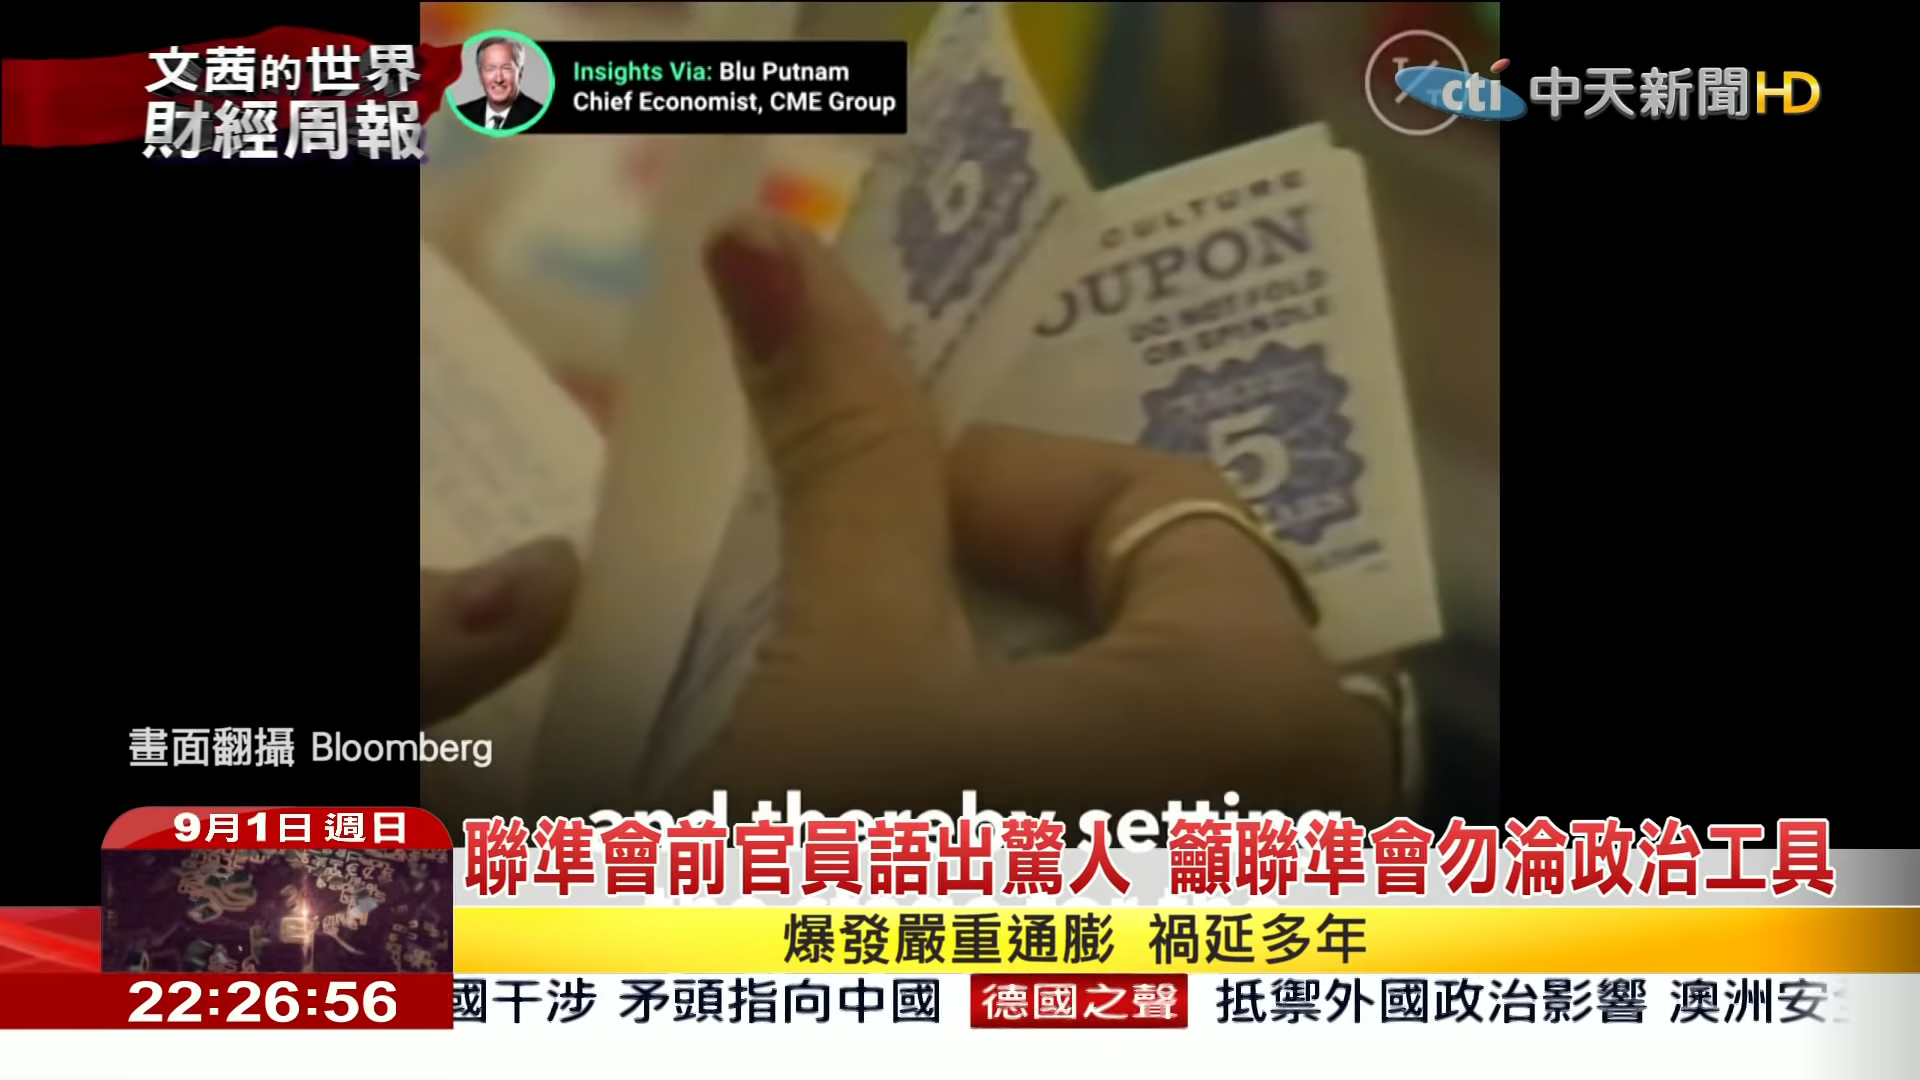 文茜的世界
財經周報
Insights Via: Blu Putnam
Chief Economist, CME Group
cti 中天新聞HD
CULTURE
OUPON
DO NOT FOLD
OR SPINDLE
5
畫面翻攝 Bloomberg
and thereby setting
9月1日 週日
聯準會前官員語出驚人 籲聯準會勿淪政治工具
爆發嚴重通膨 禍延多年
22:26:56
國干涉 矛頭指向中國 德國之聲 抵禦外國政治影響 澳洲安